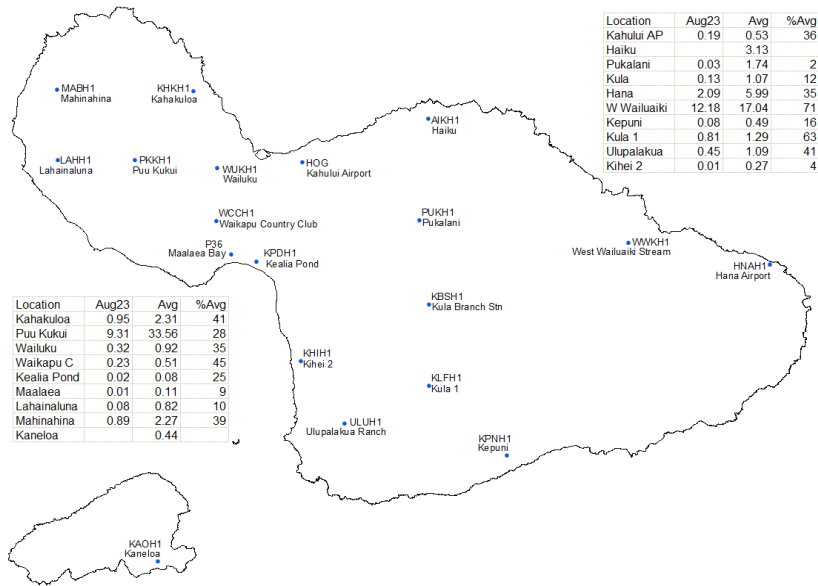 Location Aug23 Avg %Avg
Kahului AP 0.19 0.53 36
Haiku 3.13
Pukalani 0.03 1.74 2
Kula 0.13 1.07 12
Hana 2.09 5.99 35
W Wailuaiki 12.18 17.04 71
Kepuni 0.08 0.49 16
Kula 1 0.81 1.29 63
Ulupalakua 0.45 1.09 41
Kihei 2 0.01 0.27 4
MABH1
Mahinahina
KHKH1
Kahakuloa
AIKH1
Haiku
LAHH1
Lahainaluna
PKKH1
Puu Kukui
WUKH1
Wailuku
HOG
Kahului Airport
WCCH1
Waikapu Country Club
PUKH1
Pukalani
P36
Maalaea Bay
KPDH1
Kealia Pond
WWKH1
West Wailuaiki Stream
HNAH1
Hana Airport
KBSH1
Kula Branch Stn
Location Aug23 Avg %Avg
Kahakuloa 0.95 2.31 41
Puu Kukui 9.31 33.56 28
Wailuku 0.32 0.92 35
Waikapu C 0.23 0.51 45
Kealia Pond 0.02 0.08 25
Maalaea 0.01 0.11 9
Lahainaluna 0.08 0.82 10
Mahinahina 0.89 2.27 39
Kaneloa 0.44
KHIH1
Kihei 2
KLFH1
Kula 1
ULUH1
Ulupalakua Ranch
KPNH1
Kepuni
KAOH1
Kaneloa